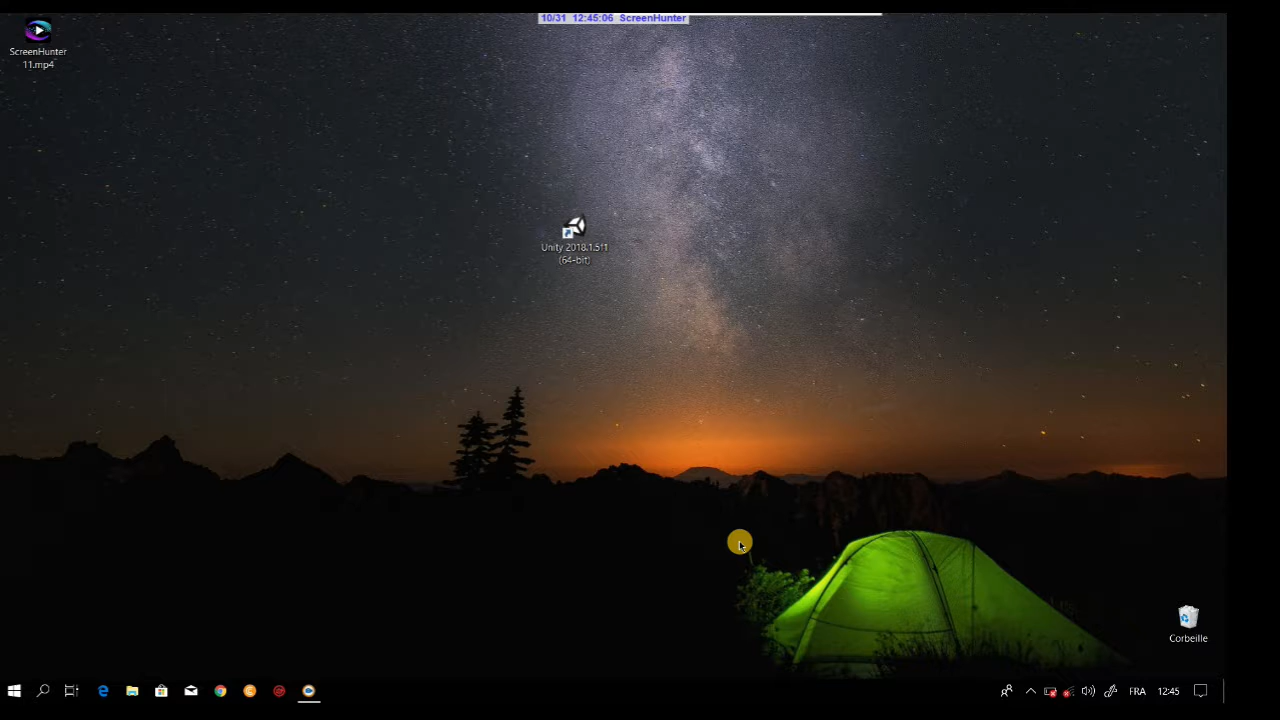 10/31 12:45:06 ScreenHunter
ScreenHunter
11.mp4
Unity 2018.1.5f1
(64-bit)
Corbeille
FRA
12:45